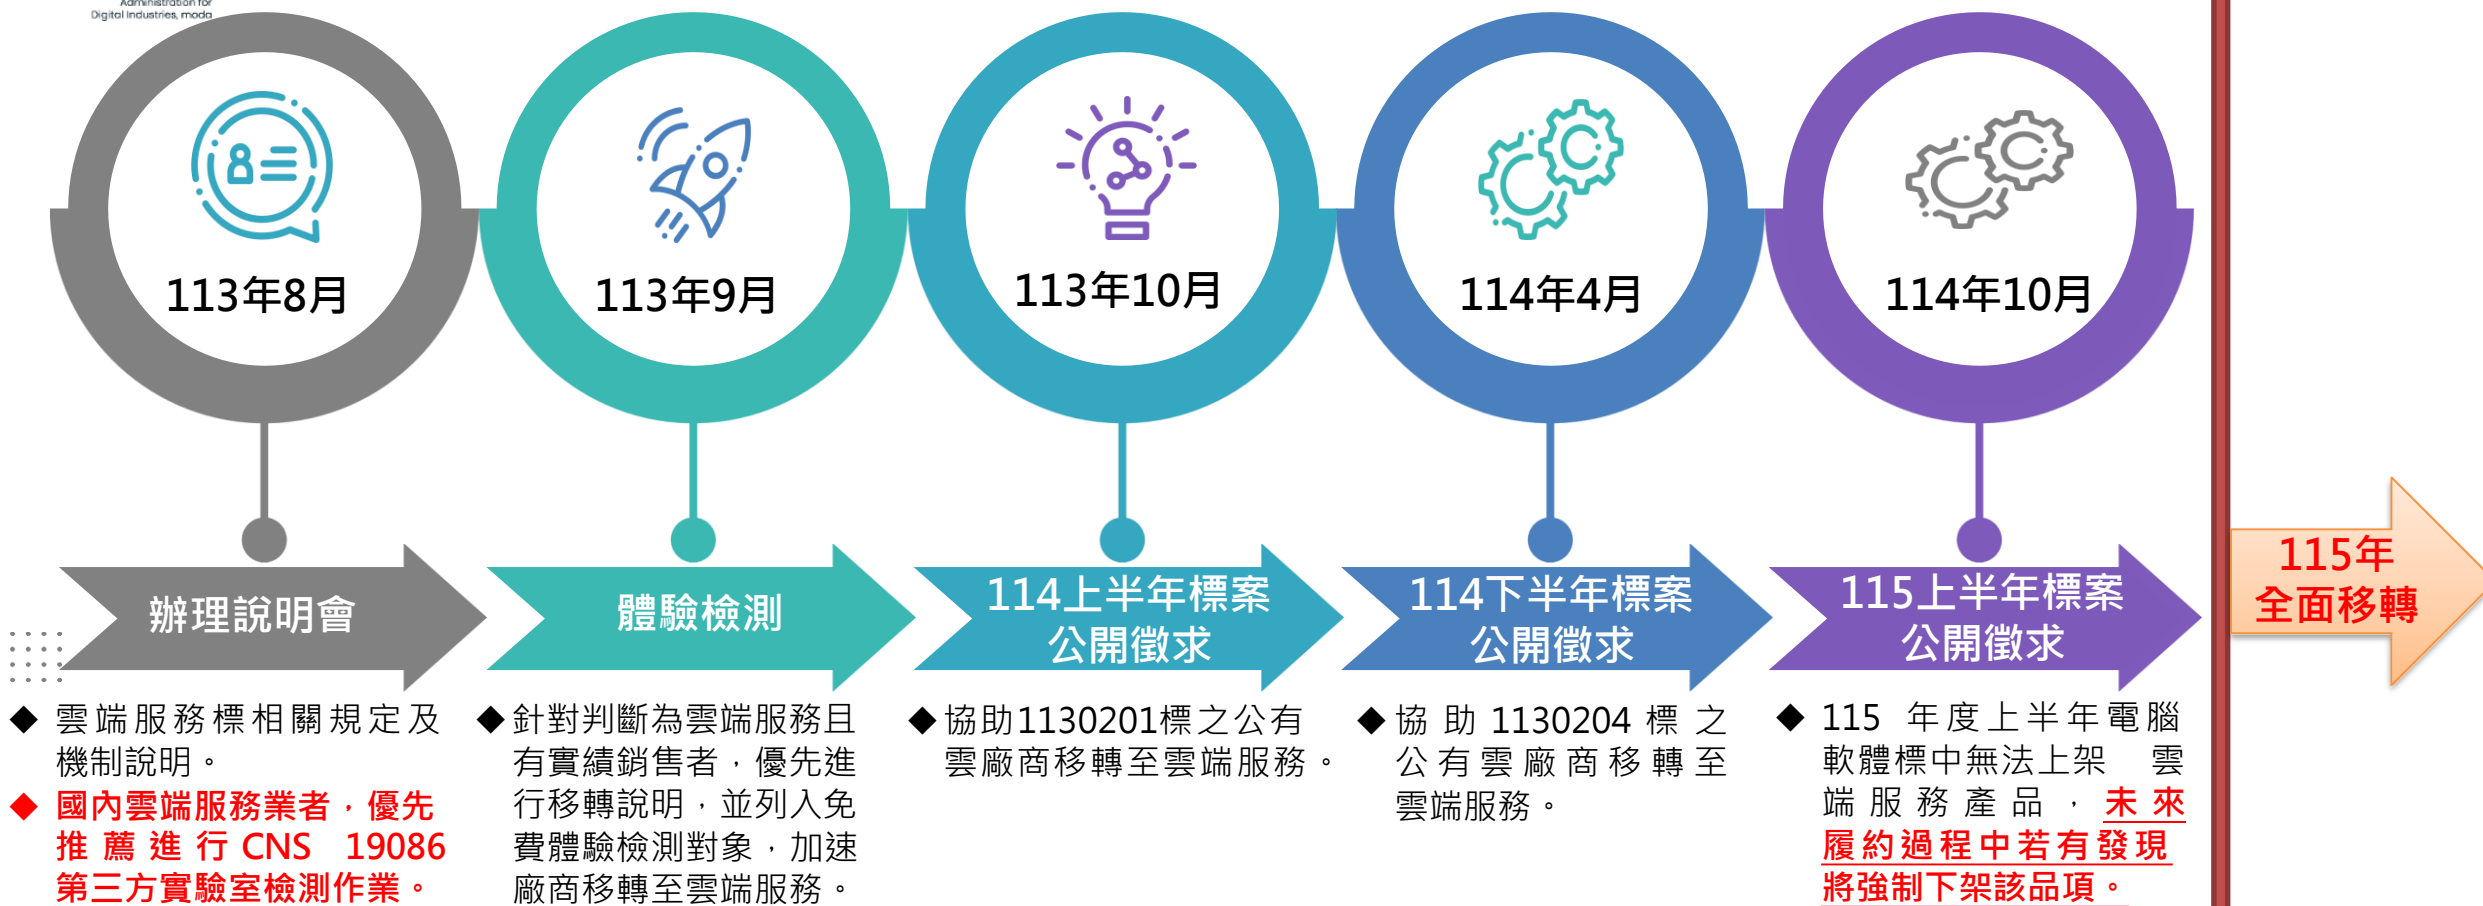 Administration for
Digital Industries, moda
113年8月
113年9月
113年10月
114年4月
114年10月
辦理說明會
體驗檢測
114上半年標案
公開徵求
114下半年標案
公開徵求
115上半年標案
公開徵求
115年
全面移轉
◆ 雲端服務標相關規定及
機制說明。
◆ 國內雲端服務業者，優先
推薦進行CNS 19086
第三方實驗室檢測作業。
◆ 針對判斷為雲端服務且
有實績銷售者，優先進
行移轉說明，並列入免
費體驗檢測對象，加速
廠商移轉至雲端服務。
◆ 協助1130201標之公有
雲廠商移轉至雲端服務。
◆ 協助1130204標之
公有雲廠商移轉至
雲端服務。
◆ 115 年度上半年電腦
軟體標中無法上架 雲
端服務產品，未來
履約過程中若有發現
將強制下架該品項。